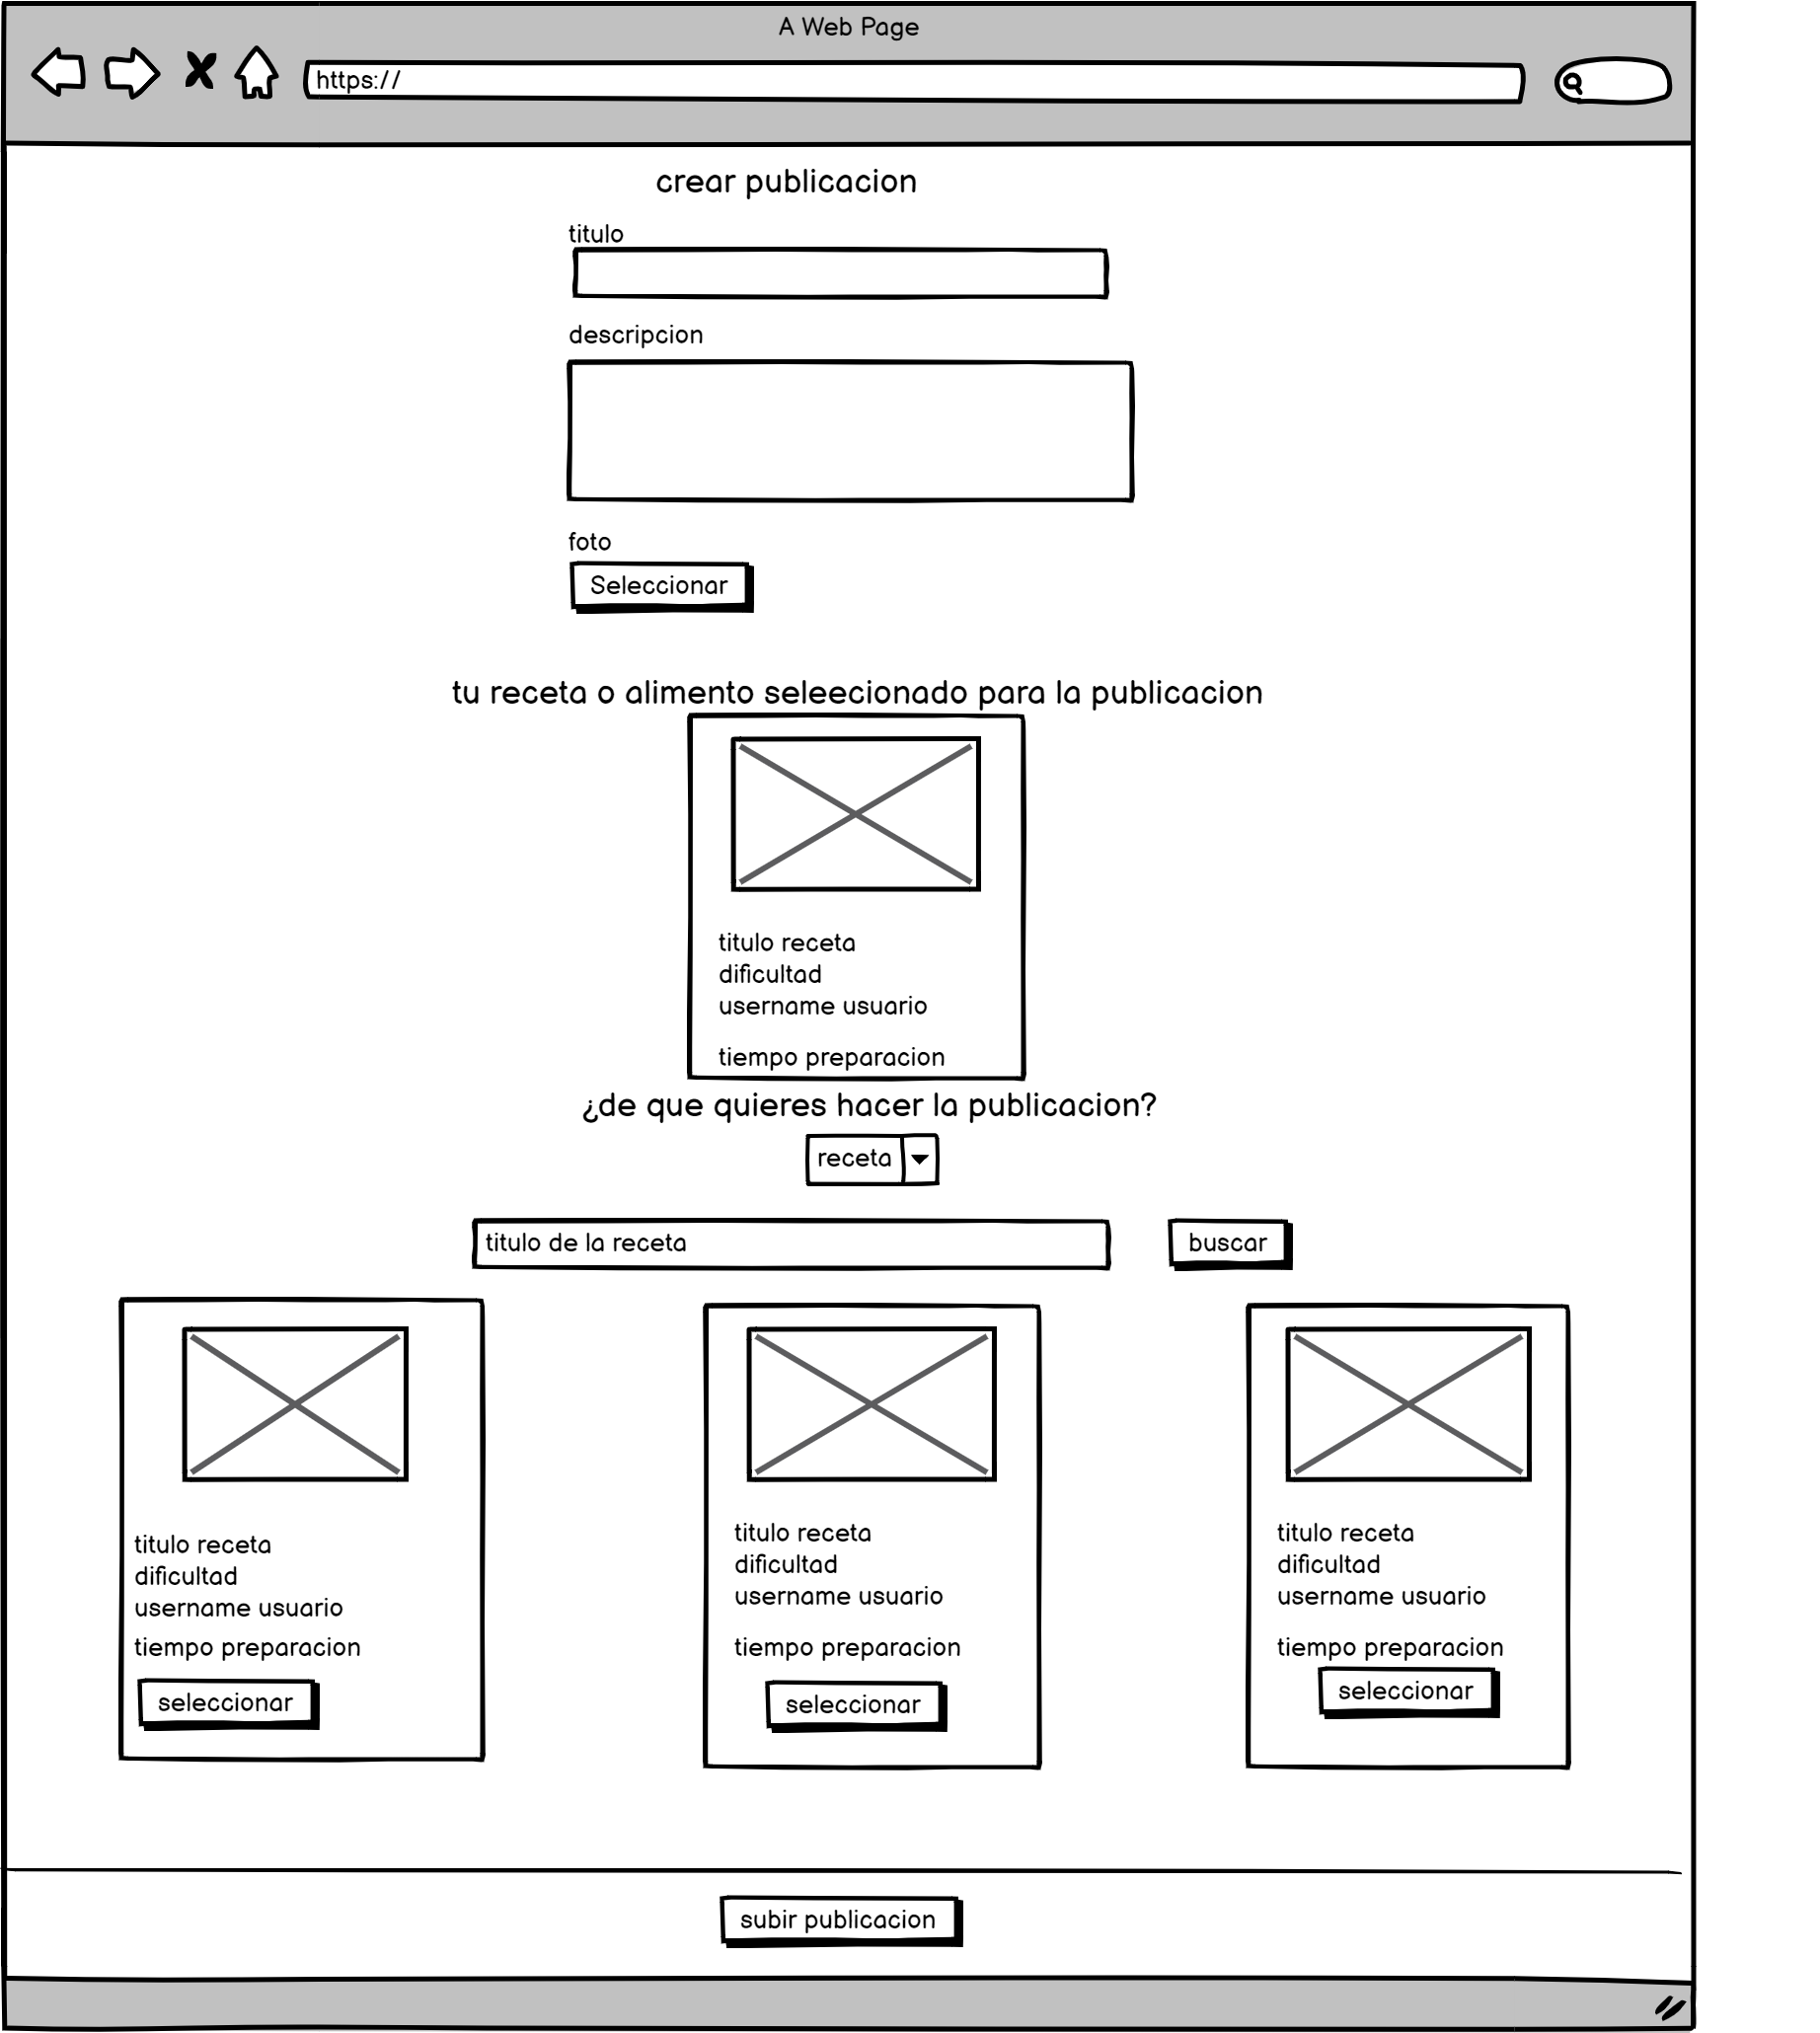 A Web Page
https://
crear publicacion
titulo
descripcion
foto
Seleccionar
tu receta o alimento seleecionado para la publicacion
titulo receta
dificultad
username usuario
tiempo preparacion
¿de que quieres hacer la publicacion?
receta
titulo de la receta
buscar
titulo receta
dificultad
username usuario
tiempo preparacion
seleccionar
titulo receta
dificultad
username usuario
tiempo preparacion
seleccionar
titulo receta
dificultad
username usuario
tiempo preparacion
seleccionar
subir publicacion